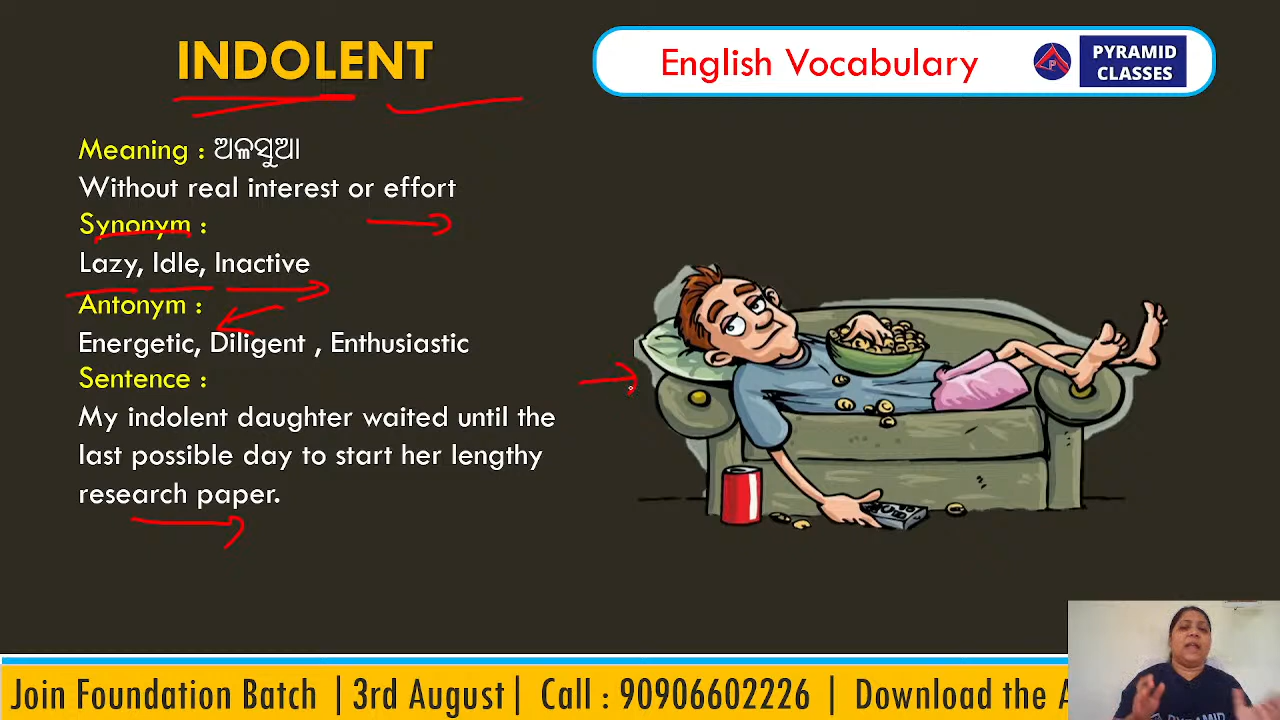 INDOLENT
English Vocabulary
PYRAMID
CLASSES
Meaning : ଅଳସୁଆ
Without real interest or effort
Synonym :
Lazy, Idle, Inactive
Antonym :
Energetic, Diligent , Enthusiastic
Sentence :
My indolent daughter waited until the
last possible day to start her lengthy
research paper.
Join Foundation Batch |3rd August| Call : 90906602226 | Download the A
PYRAMID